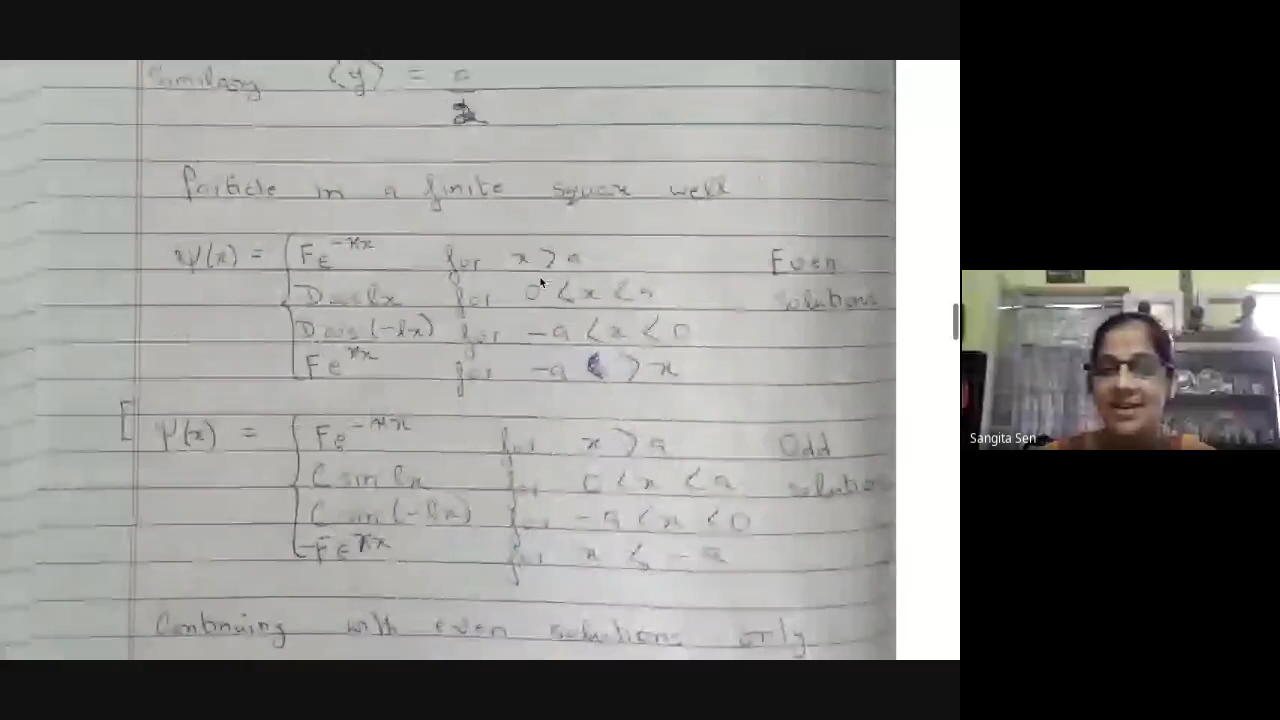 Similarly ⟨y⟩ = a/2
Particle in a finite square well
ψ(x) = { Fe^{-κx} for x > a Even
D cos lx for 0 < x < a solutions
D cos(-lx) for -a < x < 0
Fe^{κx} for -a > x
[ ψ(x) = { Fe^{-κx} for x > a Odd
C sin lx for 0 < x < a solutions
C sin(-lx) for -a < x < 0
-Fe^{κx} for x < -a
Continuing with even solutions only
Sangita Sen